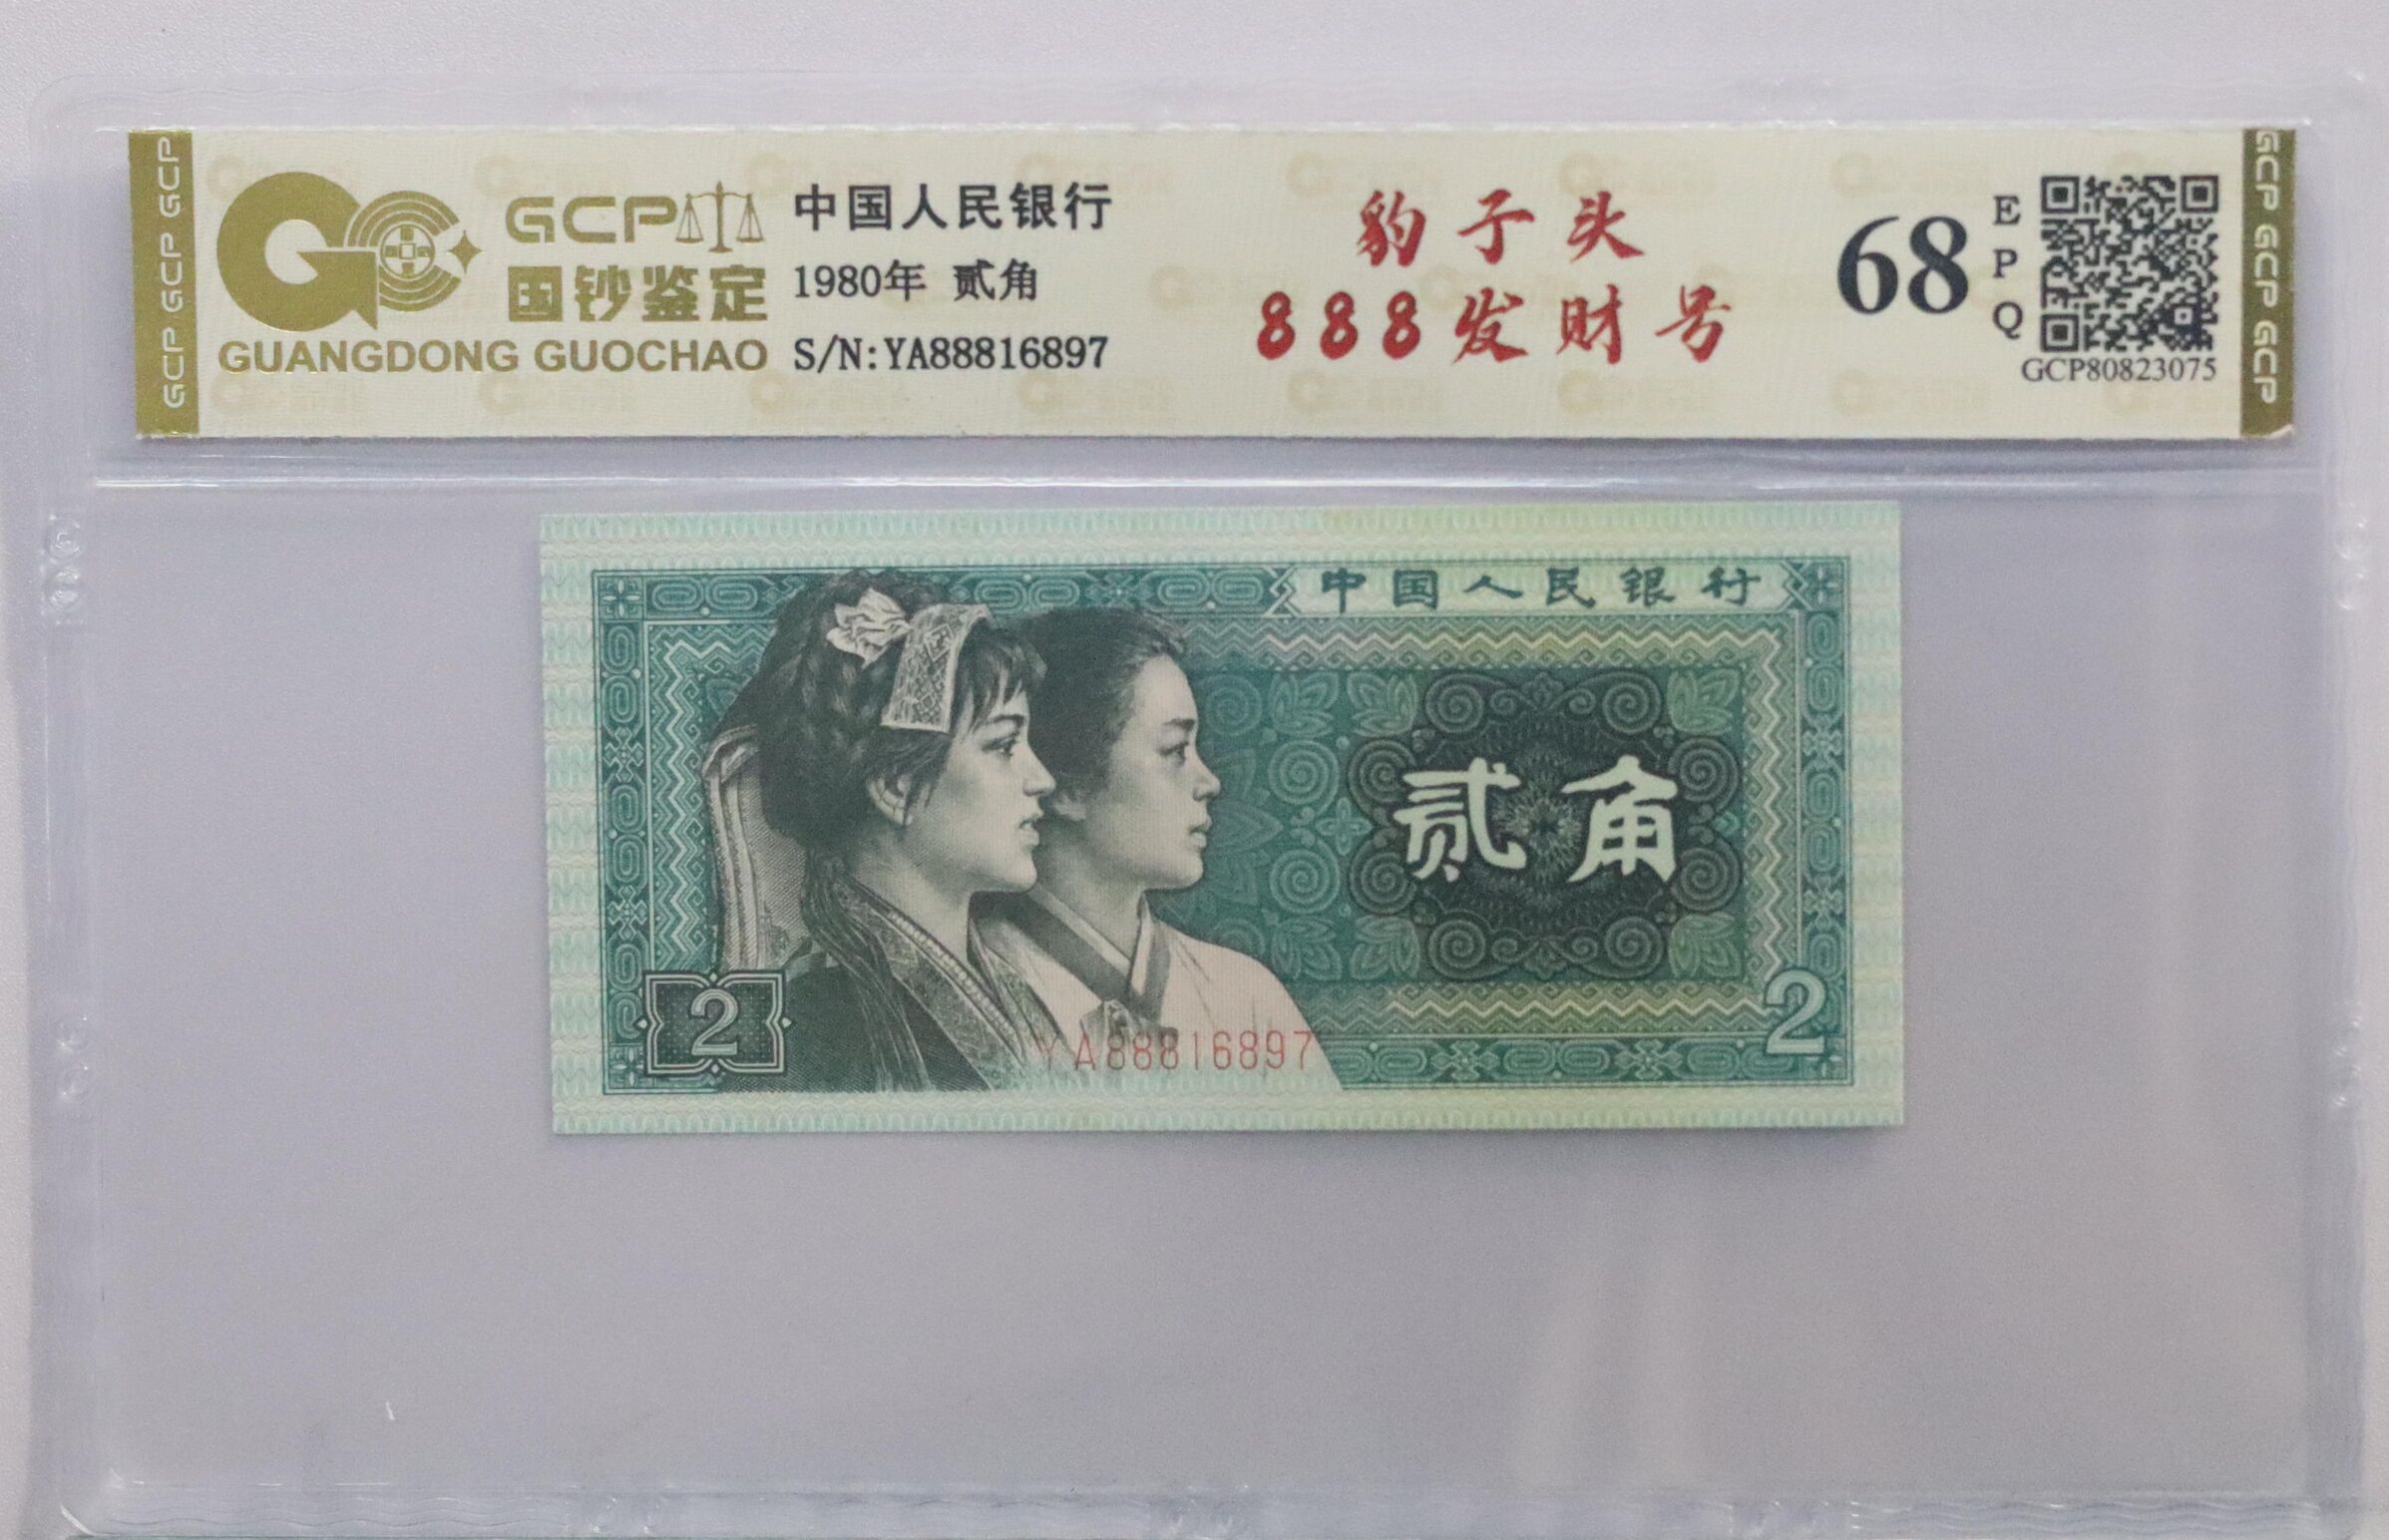 GCP GCP GCP
GCP
国钞鉴定
GUANGDONG GUOCHAO
中国人民银行
1980年 贰角
S/N:YA88816897
豹子头
888发财号
68
EPQ
GCP80823075
GCP GCP GCP
中国人民银行
贰角
2
YA88816897
2